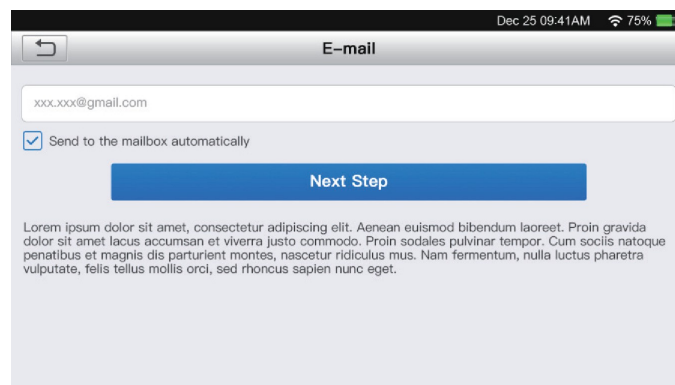 Dec 25 09:41AM 75%
E-mail
xxx.xxx@gmail.com
Send to the mailbox automatically
Next Step
Lorem ipsum dolor sit amet, consectetur adipiscing elit. Aenean euismod bibendum laoreet. Proin gravida
dolor sit amet lacus accumsan et viverra justo commodo. Proin sodales pulvinar tempor. Cum sociis natoque
penatibus et magnis dis parturient montes, nascetur ridiculus mus. Nam fermentum, nulla luctus pharetra
vulputate, felis tellus mollis orci, sed rhoncus sapien nunc eget.